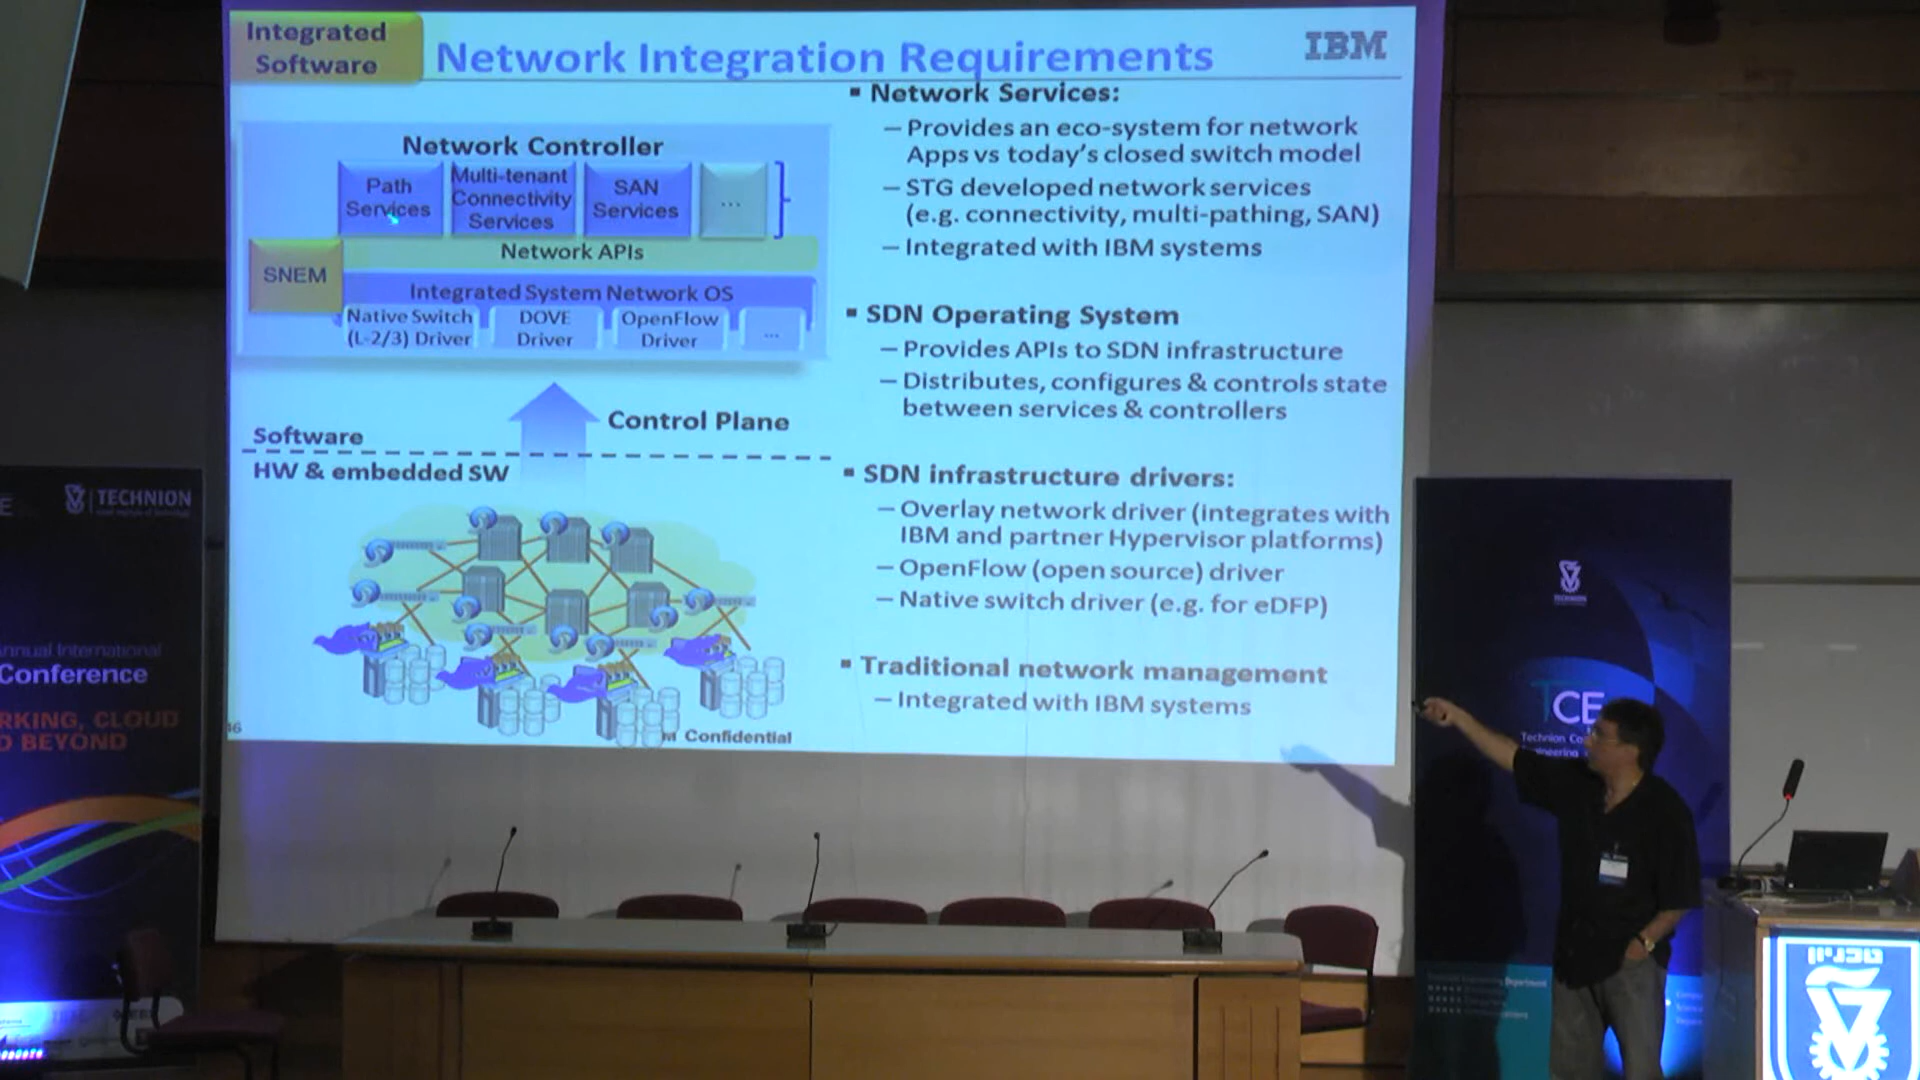 Integrated
Software
Network Integration Requirements
IBM
Network Controller
Path
Services
Multi-tenant
Connectivity
Services
SAN
Services
...
Network APIs
SNEM
Integrated System Network OS
Native Switch
(L-2/3) Driver
DOVE
Driver
OpenFlow
Driver
...
Control Plane
Software
HW & embedded SW
Confidential
▪ Network Services:
– Provides an eco-system for network
Apps vs today's closed switch model
– STG developed network services
(e.g. connectivity, multi-pathing, SAN)
– Integrated with IBM systems
▪ SDN Operating System
– Provides APIs to SDN infrastructure
– Distributes, configures & controls state
between services & controllers
▪ SDN infrastructure drivers:
– Overlay network driver (integrates with
IBM and partner Hypervisor platforms)
– OpenFlow (open source) driver
– Native switch driver (e.g. for eDFP)
▪ Traditional network management
– Integrated with IBM systems
TECHNION
International
Conference
RKING, CLOUD
D BEYOND
TECHNION
TCE
Technion
טכניון